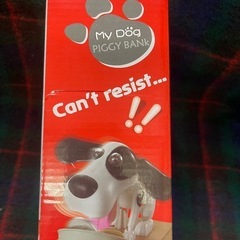 My Dog
PIGGY BANK
Can't resist...
!!